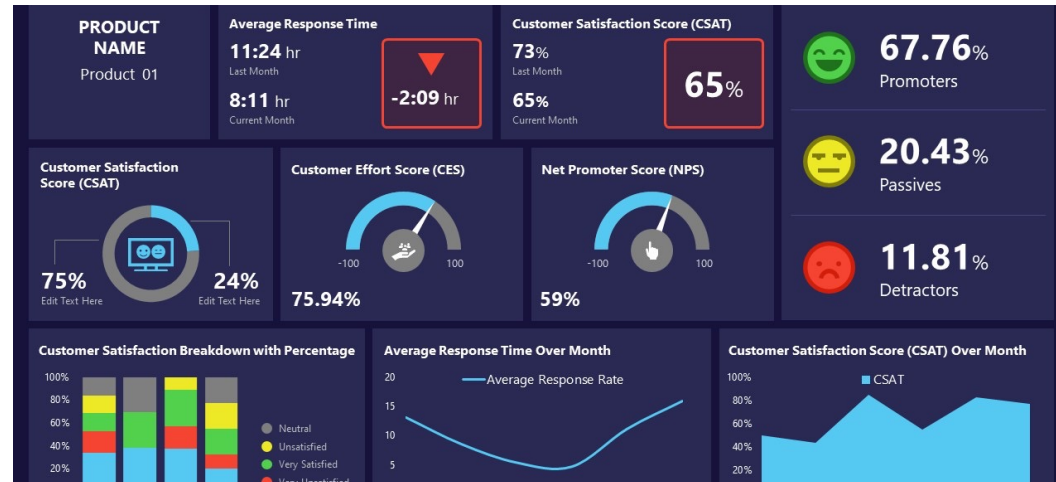 PRODUCT
NAME
Product 01
Average Response Time
11:24 hr
Last Month
8:11 hr
Current Month
-2:09 hr
Customer Satisfaction Score (CSAT)
73%
Last Month
65%
Current Month
65%
67.76%
Promoters
20.43%
Passives
11.81%
Detractors
Customer Satisfaction
Score (CSAT)
75%
Edit Text Here
24%
Edit Text Here
Customer Effort Score (CES)
-100
100
75.94%
Net Promoter Score (NPS)
-100
100
59%
Customer Satisfaction Breakdown with Percentage
100%
80%
60%
40%
20%
Neutral
Unsatisfied
Very Satisfied
Very Unsatisfied
Average Response Time Over Month
20
15
10
5
Average Response Rate
Customer Satisfaction Score (CSAT) Over Month
100%
80%
60%
40%
20%
CSAT